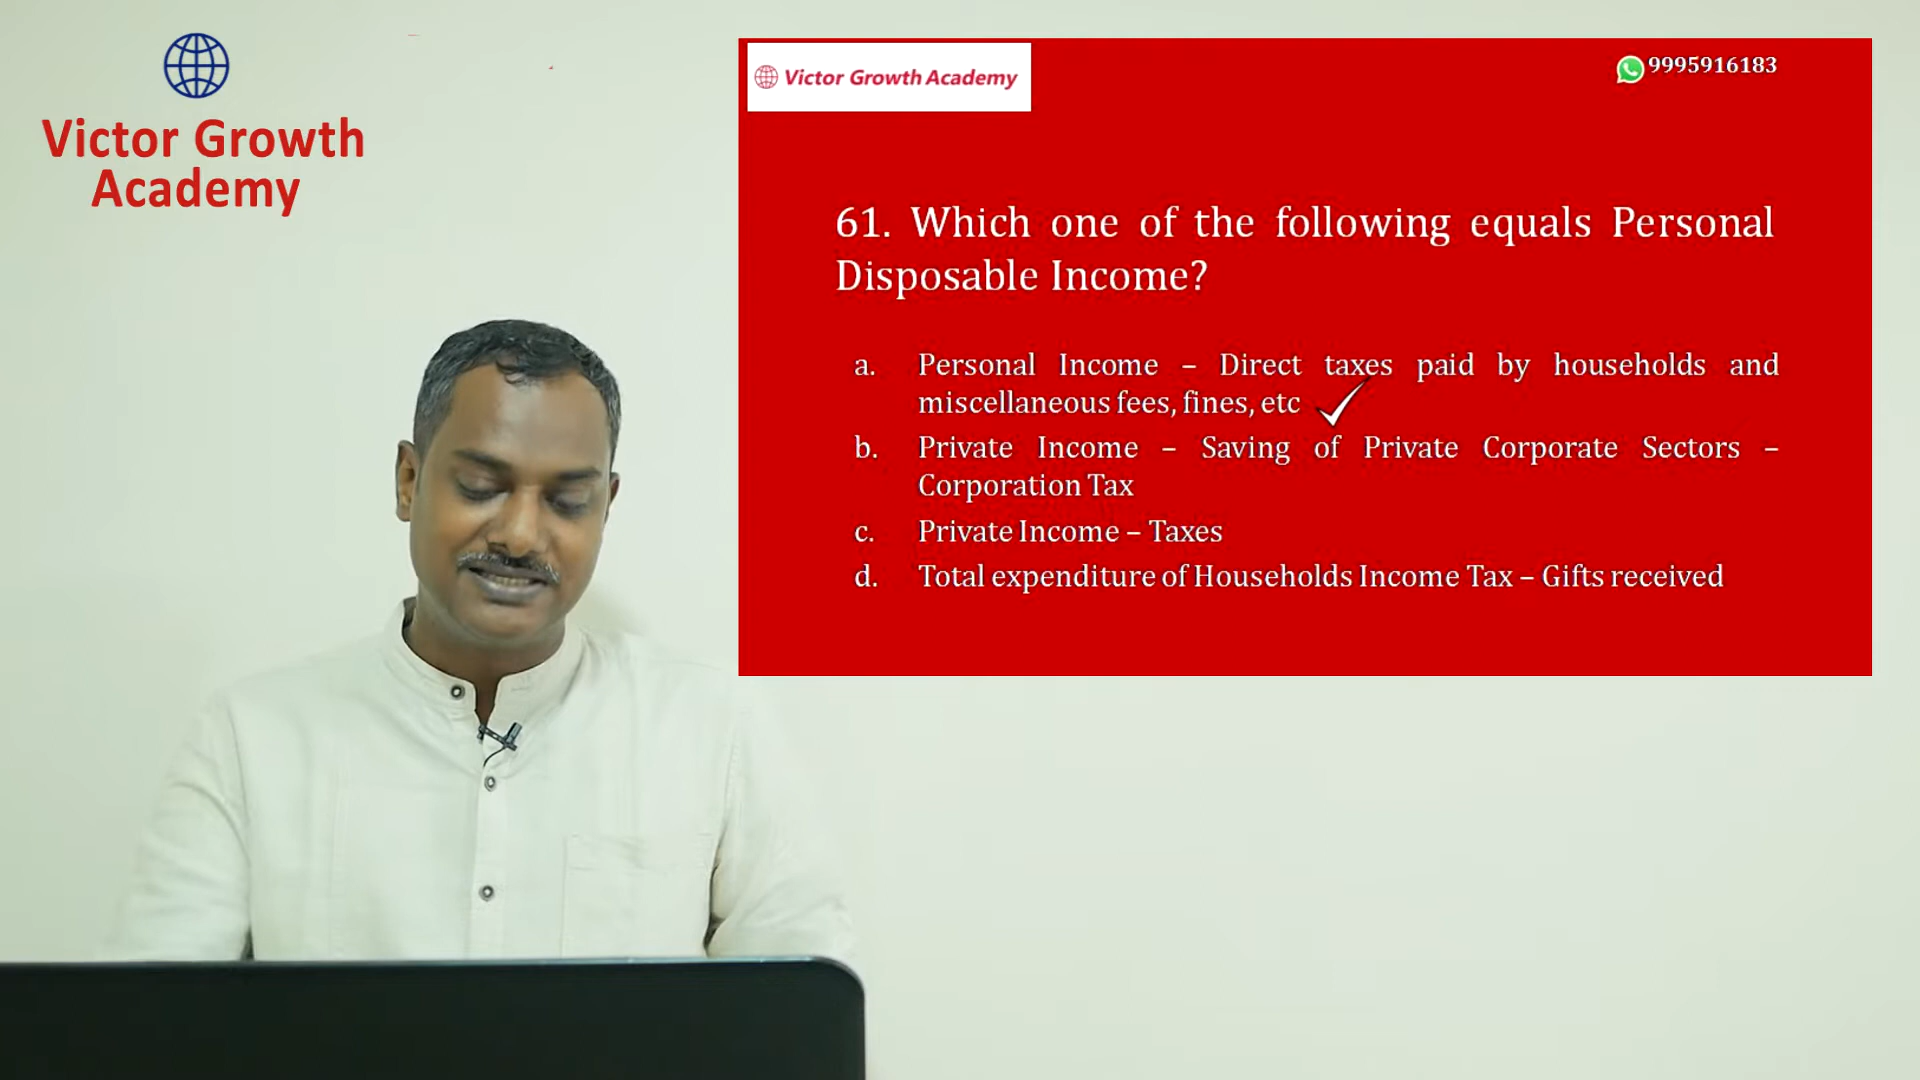 Victor Growth
Academy
Victor Growth Academy
9995916183
61. Which one of the following equals Personal
Disposable Income?
a. Personal Income – Direct taxes paid by households and
miscellaneous fees, fines, etc
b. Private Income – Saving of Private Corporate Sectors –
Corporation Tax
c. Private Income – Taxes
d. Total expenditure of Households Income Tax – Gifts received